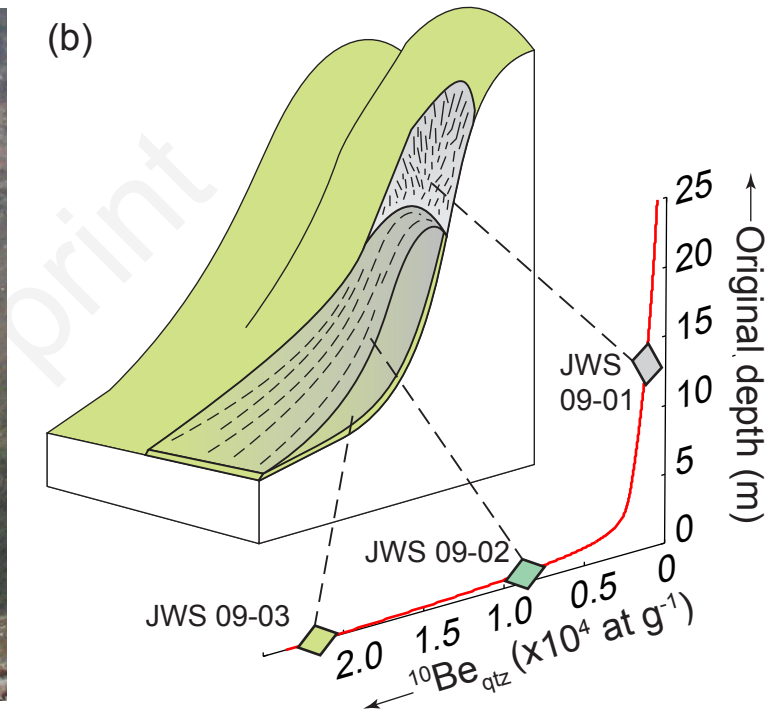 (b)
print
25
20
15
10
5
0
←Original depth (m)
JWS
09-01
JWS 09-02
JWS 09-03
2.0
1.5
1.0
0.5
0
←¹⁰Be_qtz (x10⁴ at g⁻¹)